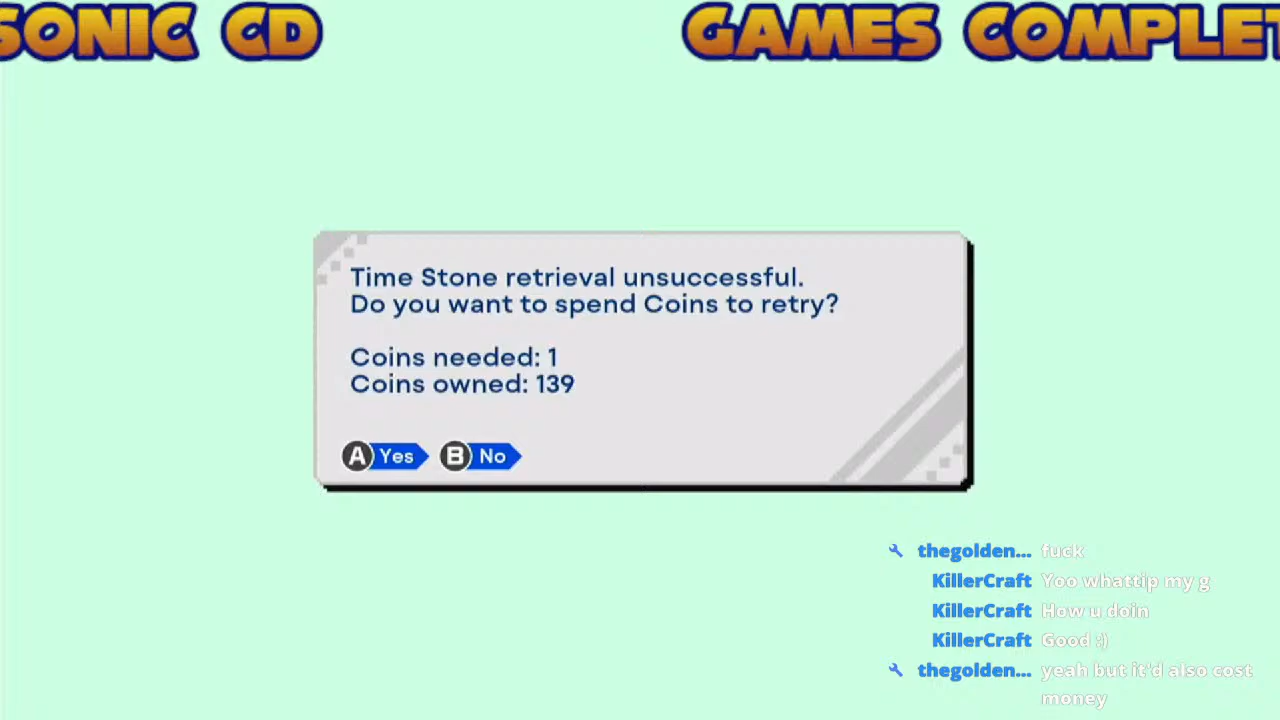 SONIC CD GAMES COMPLET
Time Stone retrieval unsuccessful.
Do you want to spend Coins to retry?
Coins needed: 1
Coins owned: 139
A Yes B No
thegolden... fuck
KillerCraft Yoo whattip my g
KillerCraft How u doin
KillerCraft Good :)
thegolden... yeah but it'd also cost
money